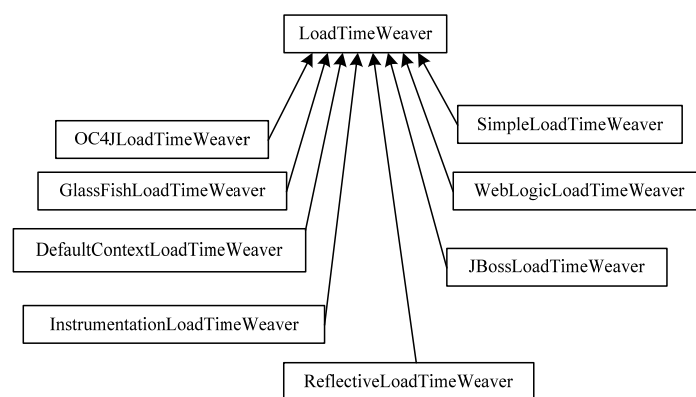 LoadTimeWeaver
SimpleLoadTimeWeaver
OC4JLoadTimeWeaver
GlassFishLoadTimeWeaver
WebLogicLoadTimeWeaver
DefaultContextLoadTimeWeaver
JBossLoadTimeWeaver
InstrumentationLoadTimeWeaver
ReflectiveLoadTimeWeaver